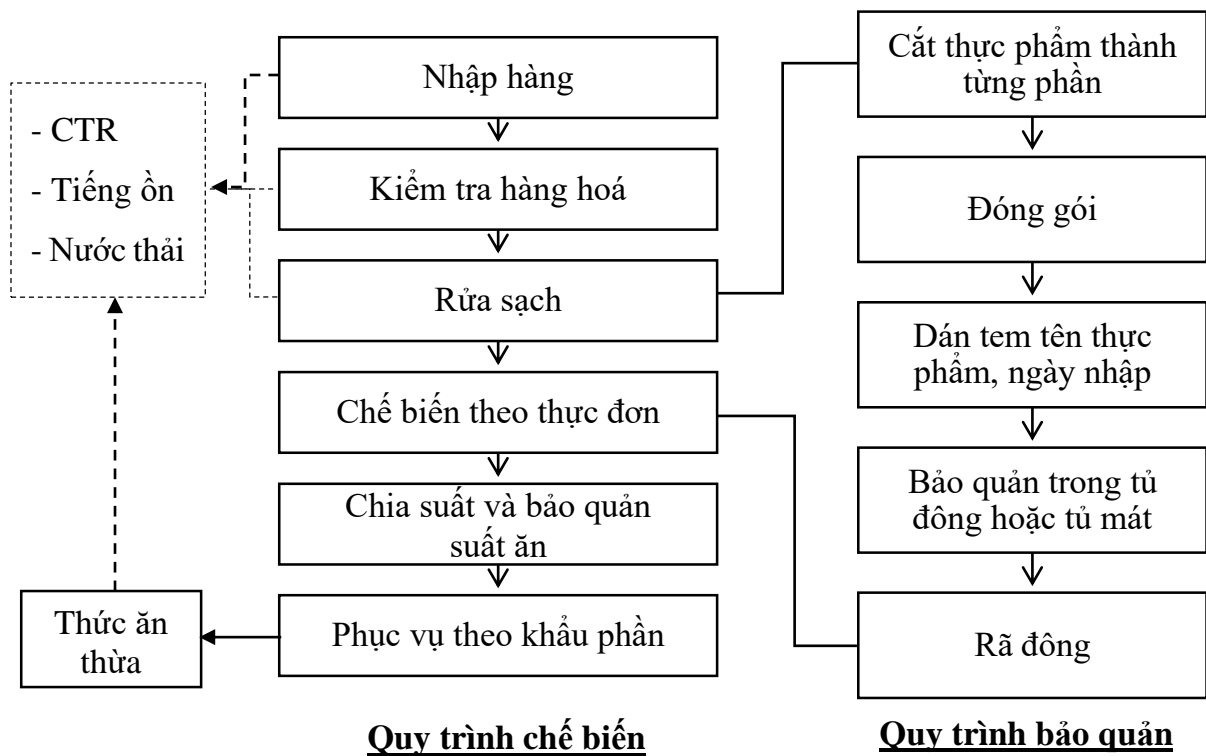 - CTR
- Tiếng ồn
- Nước thải
Thức ăn
thừa
Nhập hàng
Kiểm tra hàng hoá
Rửa sạch
Chế biến theo thực đơn
Chia suất và bảo quản
suất ăn
Phục vụ theo khẩu phần
Quy trình chế biến
Cắt thực phẩm thành
từng phần
Đóng gói
Dán tem tên thực
phẩm, ngày nhập
Bảo quản trong tủ
đông hoặc tủ mát
Rã đông
Quy trình bảo quản